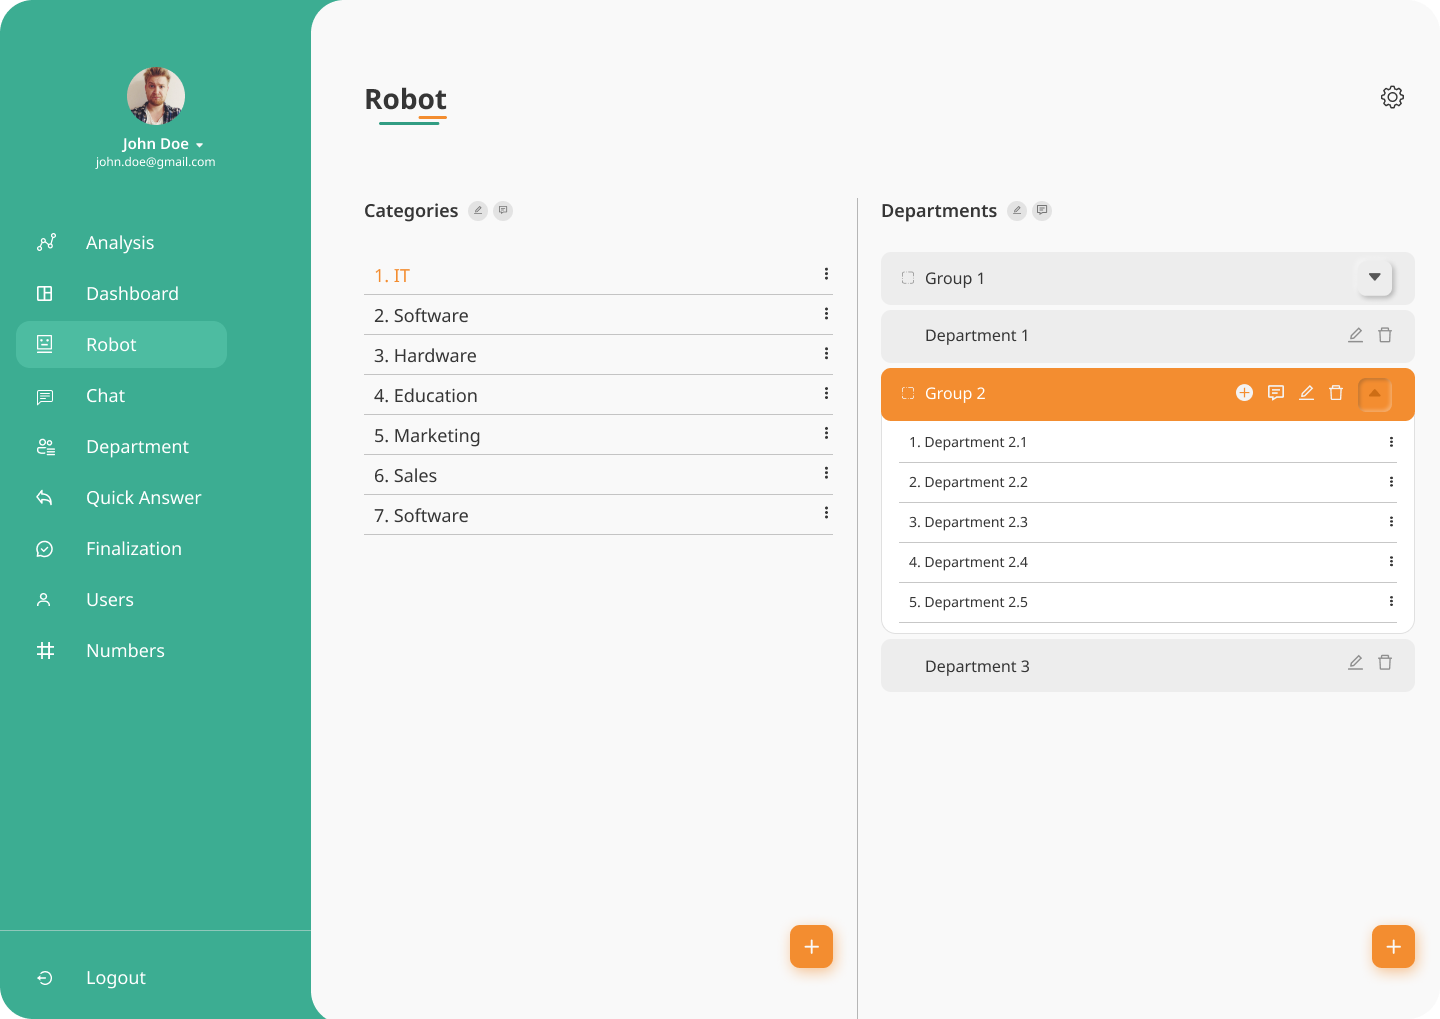 John Doe
john.doe@gmail.com
Analysis
Dashboard
Robot
Chat
Department
Quick Answer
Finalization
Users
Numbers
Logout
Robot
Categories
1. IT
2. Software
3. Hardware
4. Education
5. Marketing
6. Sales
7. Software
Departments
Group 1
Department 1
Group 2
1. Department 2.1
2. Department 2.2
3. Department 2.3
4. Department 2.4
5. Department 2.5
Department 3